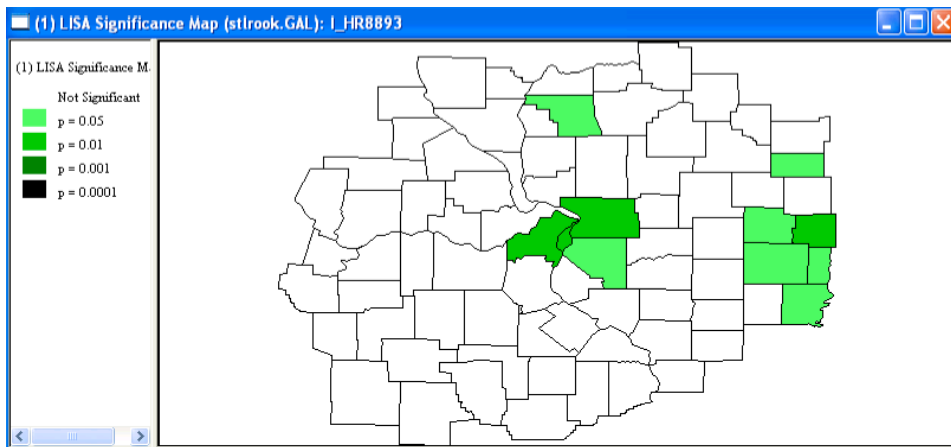 (1) LISA Significance Map (stlrook.GAL): I_HR8893
(1) LISA Significance M
Not Significant
p = 0.05
p = 0.01
p = 0.001
p = 0.0001